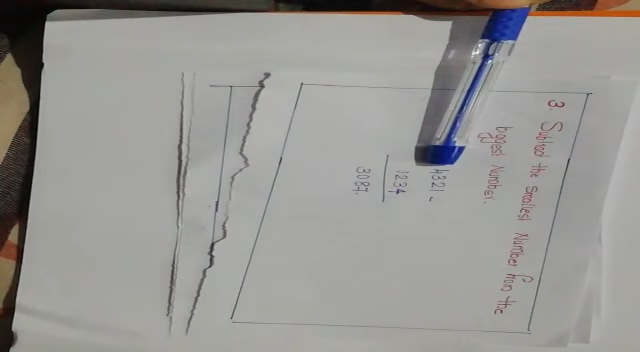 3 Subtract the smallest Number from the
biggest Number.
4321 -
1234
3087.